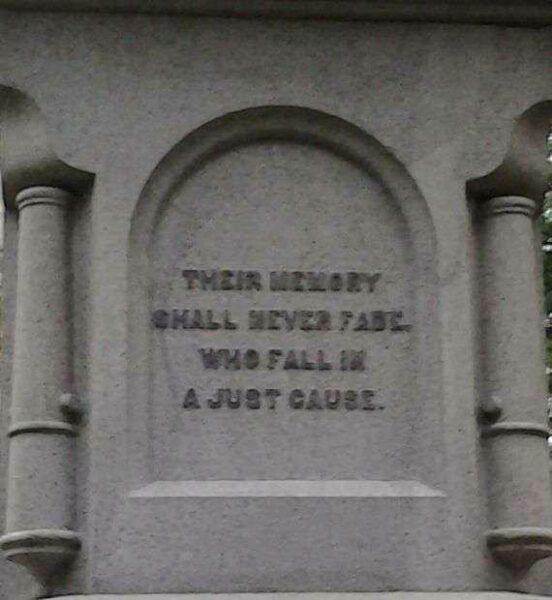 THEIR MEMORY
SHALL NEVER FADE,
WHO FALL IN
A JUST CAUSE.